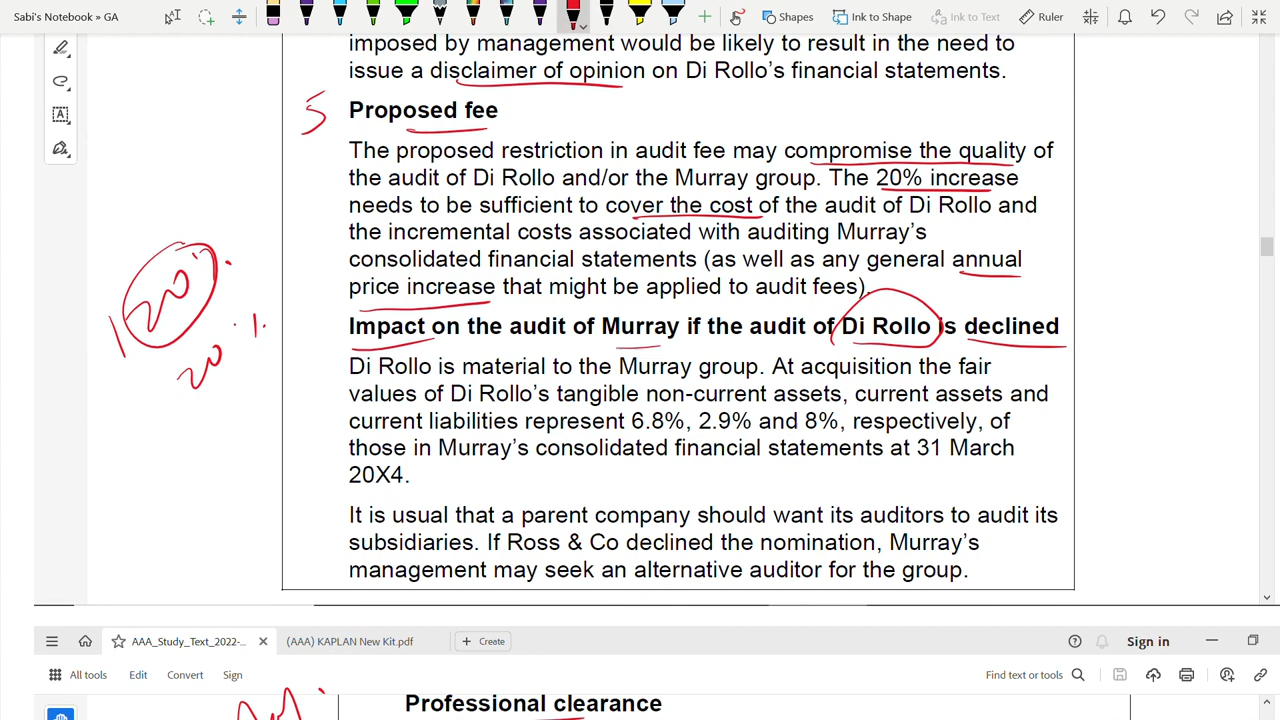 Sabi's Notebook » GA
Shapes
Ink to Shape
Ink to Text
Ruler
imposed by management would be likely to result in the need to
issue a disclaimer of opinion on Di Rollo's financial statements.
5
Proposed fee
The proposed restriction in audit fee may compromise the quality of
the audit of Di Rollo and/or the Murray group. The 20% increase
needs to be sufficient to cover the cost of the audit of Di Rollo and
the incremental costs associated with auditing Murray's
consolidated financial statements (as well as any general annual
price increase that might be applied to audit fees).
20%
20
Impact on the audit of Murray if the audit of Di Rollo is declined
Di Rollo is material to the Murray group. At acquisition the fair
values of Di Rollo's tangible non-current assets, current assets and
current liabilities represent 6.8%, 2.9% and 8%, respectively, of
those in Murray's consolidated financial statements at 31 March
20X4.
It is usual that a parent company should want its auditors to audit its
subsidiaries. If Ross & Co declined the nomination, Murray's
management may seek an alternative auditor for the group.
AAA_Study_Text_2022-...
(AAA) KAPLAN New Kit.pdf
Create
Sign in
All tools
Edit
Convert
Sign
Find text or tools
Professional clearance